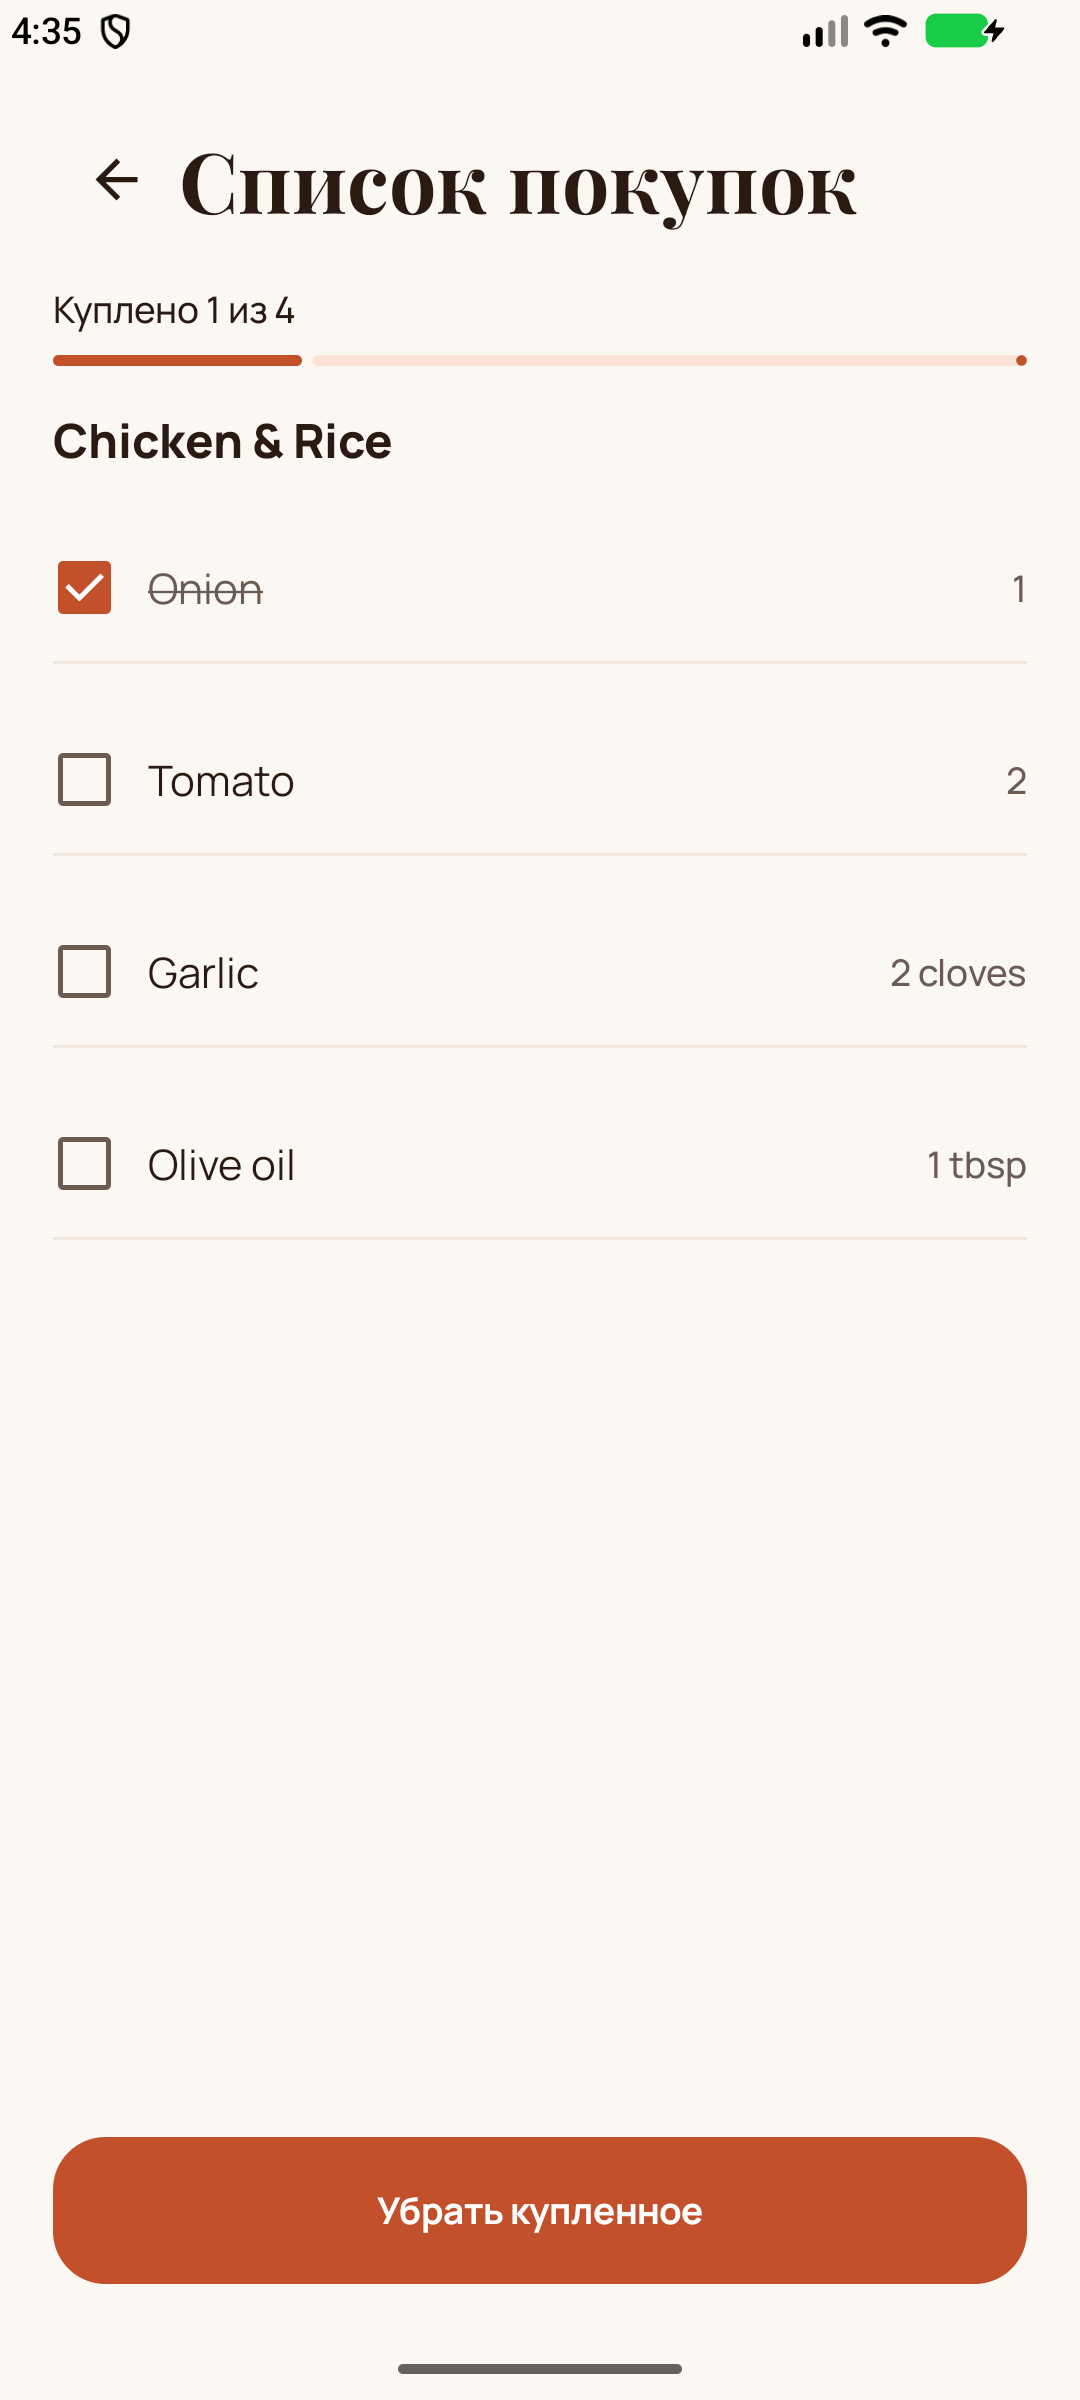 4:35
Список покупок
Куплено 1 из 4
Chicken & Rice
Onion 1
Tomato 2
Garlic 2 cloves
Olive oil 1 tbsp
Убрать купленное